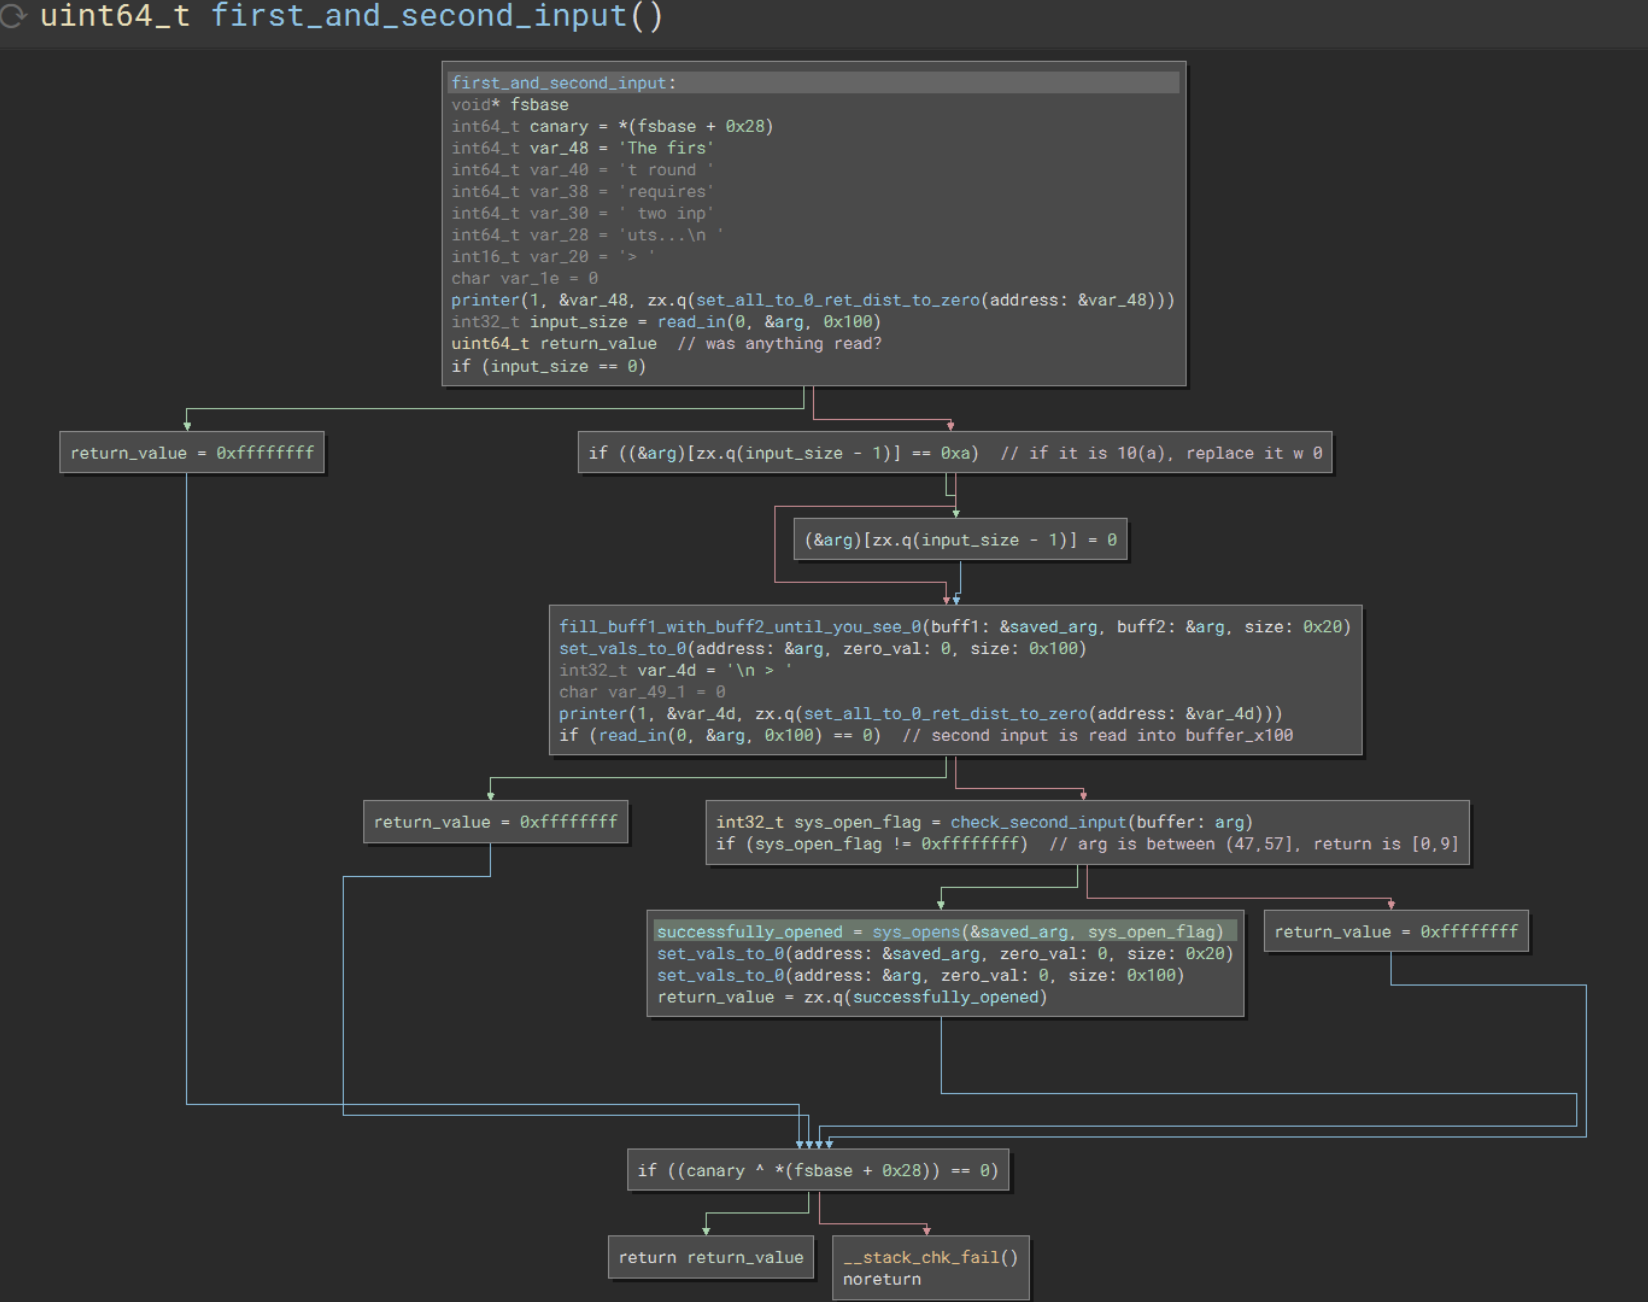 uint64_t first_and_second_input()
first_and_second_input:
void* fsbase
int64_t canary = *(fsbase + 0x28)
int64_t var_48 = 'The firs'
int64_t var_40 = 't round '
int64_t var_38 = 'requires'
int64_t var_30 = ' two inp'
int64_t var_28 = 'uts...\n '
int16_t var_20 = '> '
char var_1e = 0
printer(1, &var_48, zx.q(set_all_to_0_ret_dist_to_zero(address: &var_48)))
int32_t input_size = read_in(0, &arg, 0x100)
uint64_t return_value  // was anything read?
if (input_size == 0)
return_value = 0xffffffff
if ((&arg)[zx.q(input_size - 1)] == 0xa)  // if it is 10(a), replace it w 0
(&arg)[zx.q(input_size - 1)] = 0
fill_buff1_with_buff2_until_you_see_0(buff1: &saved_arg, buff2: &arg, size: 0x20)
set_vals_to_0(address: &arg, zero_val: 0, size: 0x100)
int32_t var_4d = '\n > '
char var_49_1 = 0
printer(1, &var_4d, zx.q(set_all_to_0_ret_dist_to_zero(address: &var_4d)))
if (read_in(0, &arg, 0x100) == 0)  // second input is read into buffer_x100
return_value = 0xffffffff
int32_t sys_open_flag = check_second_input(buffer: arg)
if (sys_open_flag != 0xffffffff)  // arg is between (47,57], return is [0,9]
successfully_opened = sys_opens(&saved_arg, sys_open_flag)
set_vals_to_0(address: &saved_arg, zero_val: 0, size: 0x20)
set_vals_to_0(address: &arg, zero_val: 0, size: 0x100)
return_value = zx.q(successfully_opened)
return_value = 0xffffffff
if ((canary ^ *(fsbase + 0x28)) == 0)
return return_value
__stack_chk_fail()
noreturn